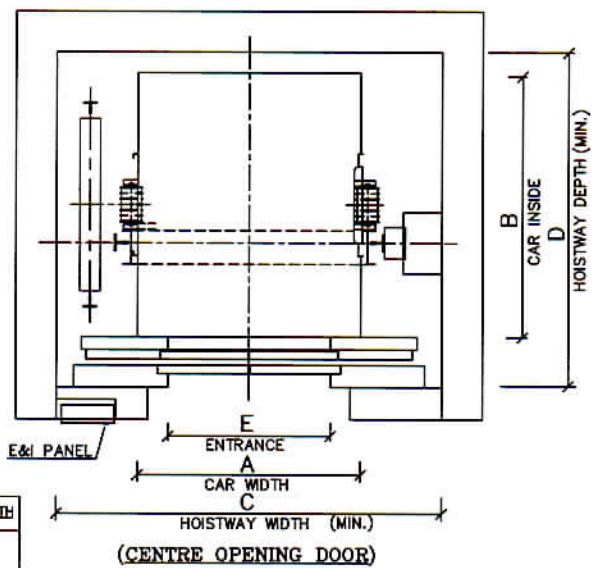 B
CAR INSIDE
D
HOISTWAY DEPTH (MIN.)
E&I PANEL
E
ENTRANCE
A
CAR WIDTH
C
HOISTWAY WIDTH (MIN.)
(CENTRE OPENING DOOR)